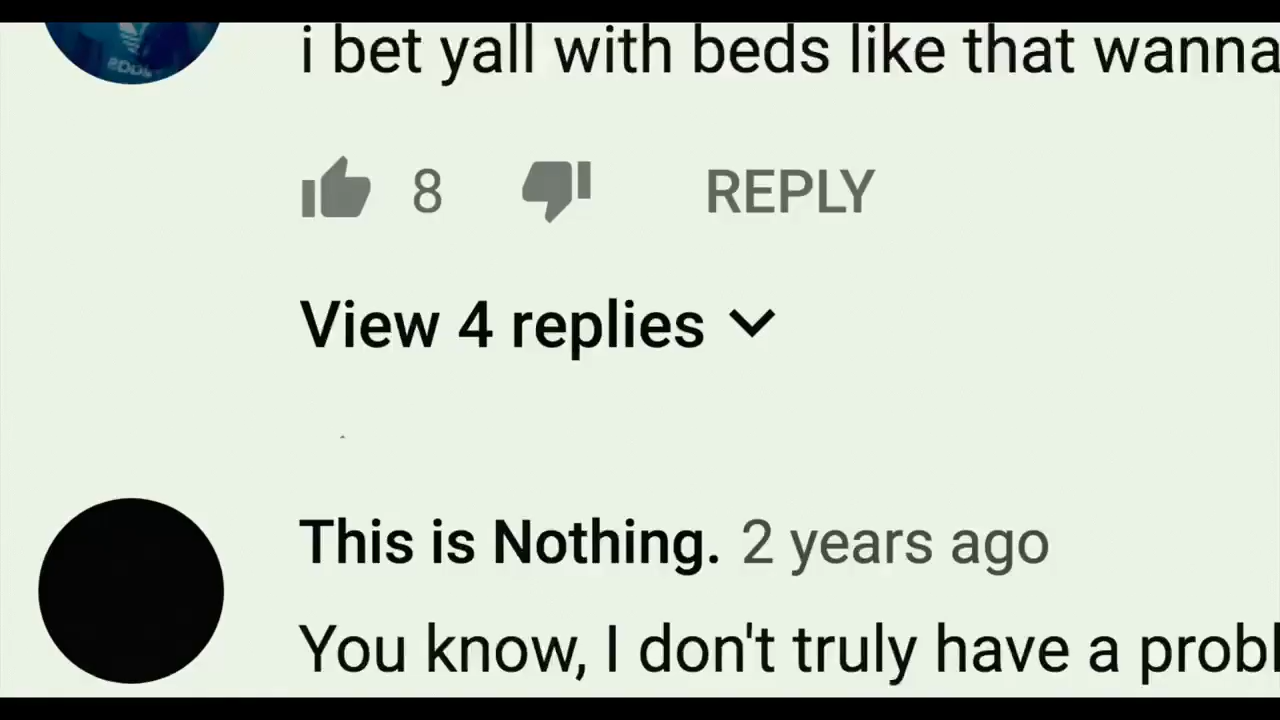 i bet yall with beds like that wanna
8 REPLY
View 4 replies
This is Nothing. 2 years ago
You know, I don't truly have a